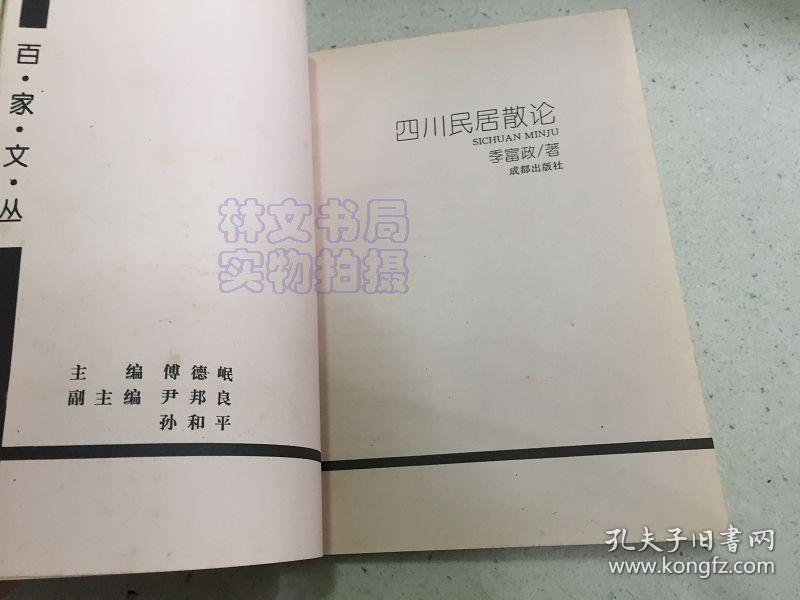 百·家·文·丛
主 编 傅德岷
副主编 尹邦良
孙和平
四川民居散论
SICHUAN MINJU
季富政/著
成都出版社
林文书局
实物拍摄
孔夫子旧书网
www.kongfz.com